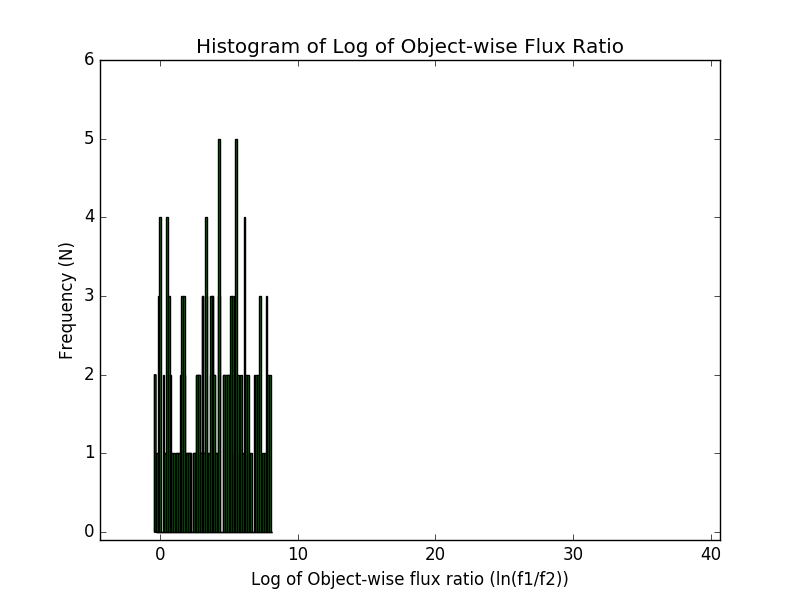 Histogram of Log of Object-wise Flux Ratio
6
5
4
3
2
1
0
Frequency (N)
0 10 20 30 40
Log of Object-wise flux ratio (ln(f1/f2))